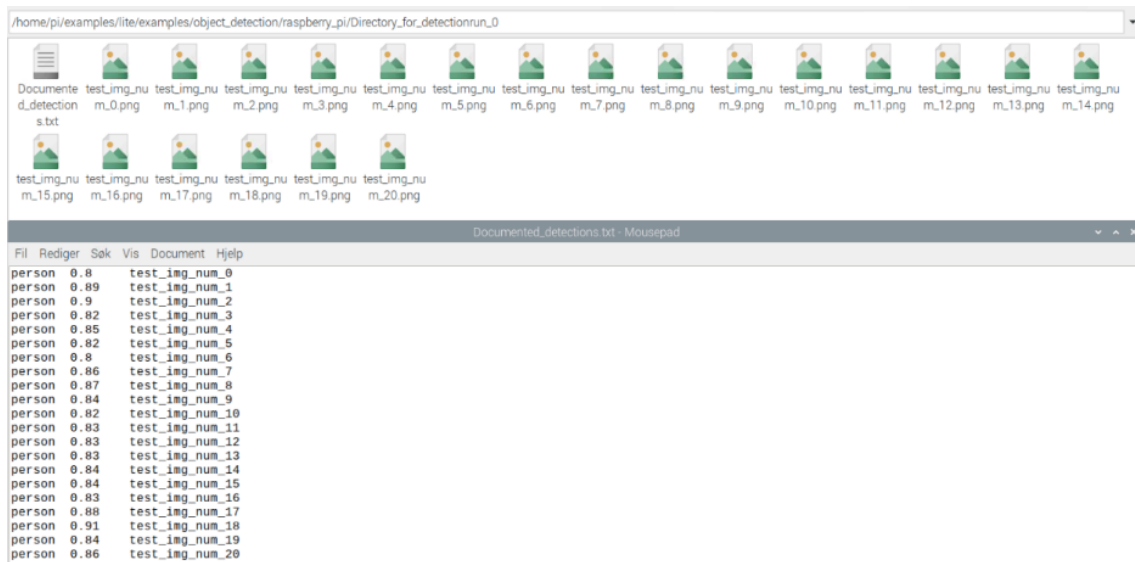 /home/pi/examples/lite/examples/object_detection/raspberry_pi/Directory_for_detectionrun_0
Documente test_img_nu test_img_nu test_img_nu test_img_nu test_img_nu test_img_nu test_img_nu test_img_nu test_img_nu test_img_nu test_img_nu test_img_nu test_img_nu test_img_nu test_img_nu
d_detection m_0.png m_1.png m_2.png m_3.png m_4.png m_5.png m_6.png m_7.png m_8.png m_9.png m_10.png m_11.png m_12.png m_13.png m_14.png
s.txt
test_img_nu test_img_nu test_img_nu test_img_nu test_img_nu test_img_nu
m_15.png m_16.png m_17.png m_18.png m_19.png m_20.png
Documented_detections.txt - Mousepad
Fil Rediger Søk Vis Document Hjelp
person 0.8 test_img_num_0
person 0.89 test_img_num_1
person 0.9 test_img_num_2
person 0.82 test_img_num_3
person 0.85 test_img_num_4
person 0.82 test_img_num_5
person 0.8 test_img_num_6
person 0.86 test_img_num_7
person 0.87 test_img_num_8
person 0.84 test_img_num_9
person 0.82 test_img_num_10
person 0.83 test_img_num_11
person 0.83 test_img_num_12
person 0.83 test_img_num_13
person 0.84 test_img_num_14
person 0.84 test_img_num_15
person 0.83 test_img_num_16
person 0.88 test_img_num_17
person 0.91 test_img_num_18
person 0.84 test_img_num_19
person 0.86 test_img_num_20